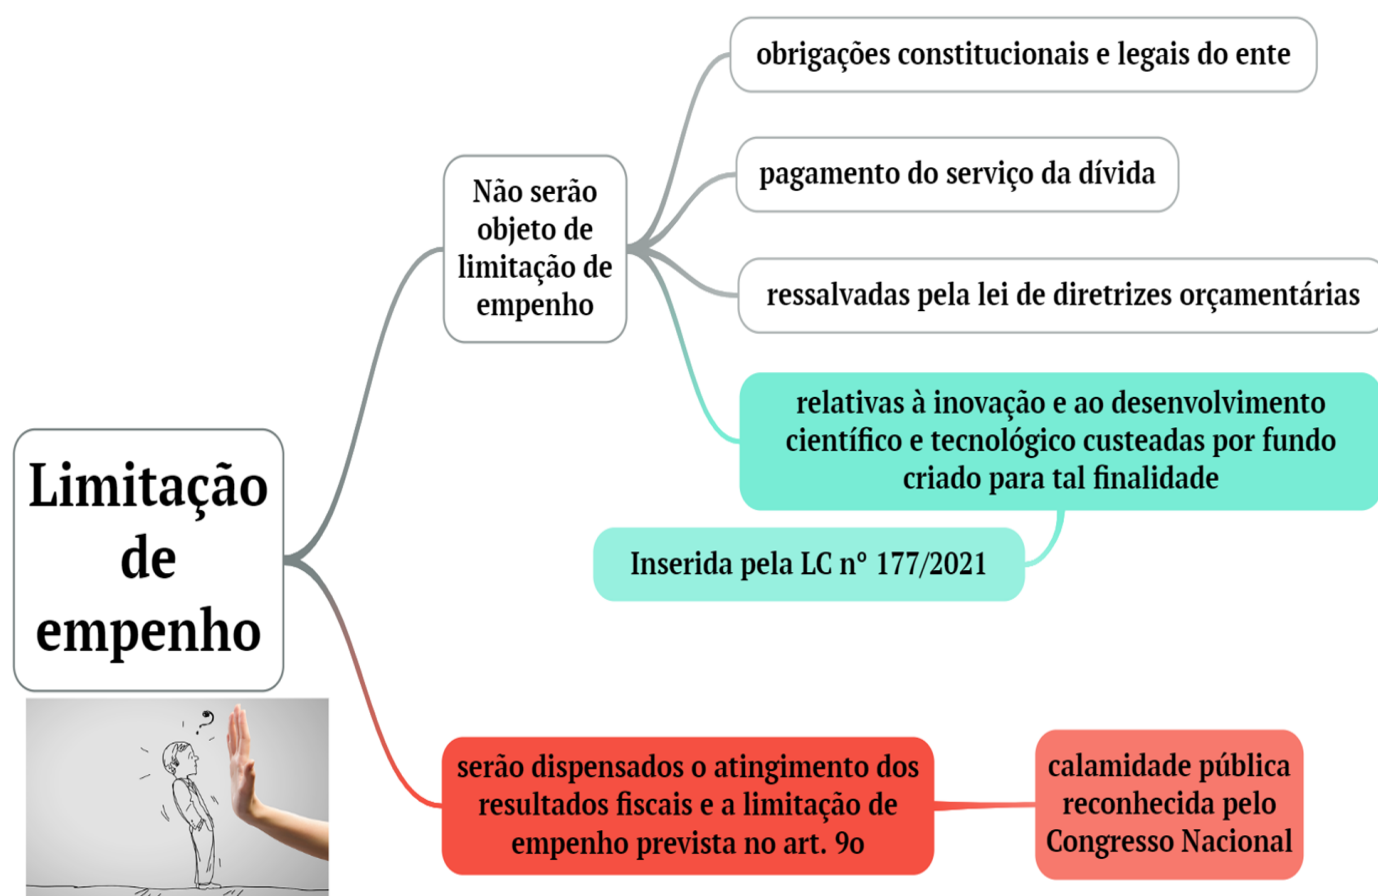 Limitação
de
empenho
Não serão
objeto de
limitação de
empenho
obrigações constitucionais e legais do ente
pagamento do serviço da dívida
ressalvadas pela lei de diretrizes orçamentárias
relativas à inovação e ao desenvolvimento
científico e tecnológico custeadas por fundo
criado para tal finalidade
Inserida pela LC n° 177/2021
serão dispensados o atingimento dos
resultados fiscais e a limitação de
empenho prevista no art. 9o
calamidade pública
reconhecida pelo
Congresso Nacional
?